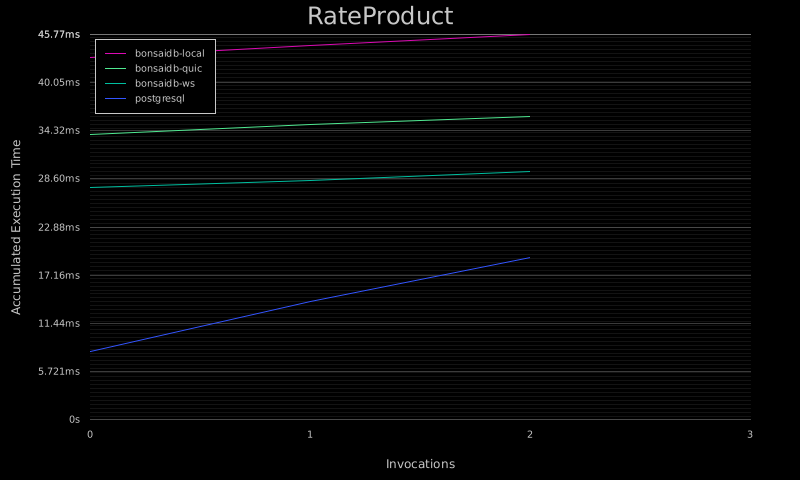 RateProduct
45.77ms
bonsaidb-local
bonsaidb-quic
bonsaidb-ws
postgresql
40.05ms
34.32ms
28.60ms
22.88ms
17.16ms
11.44ms
5.721ms
0s
Accumulated Execution Time
0 1 2 3
Invocations